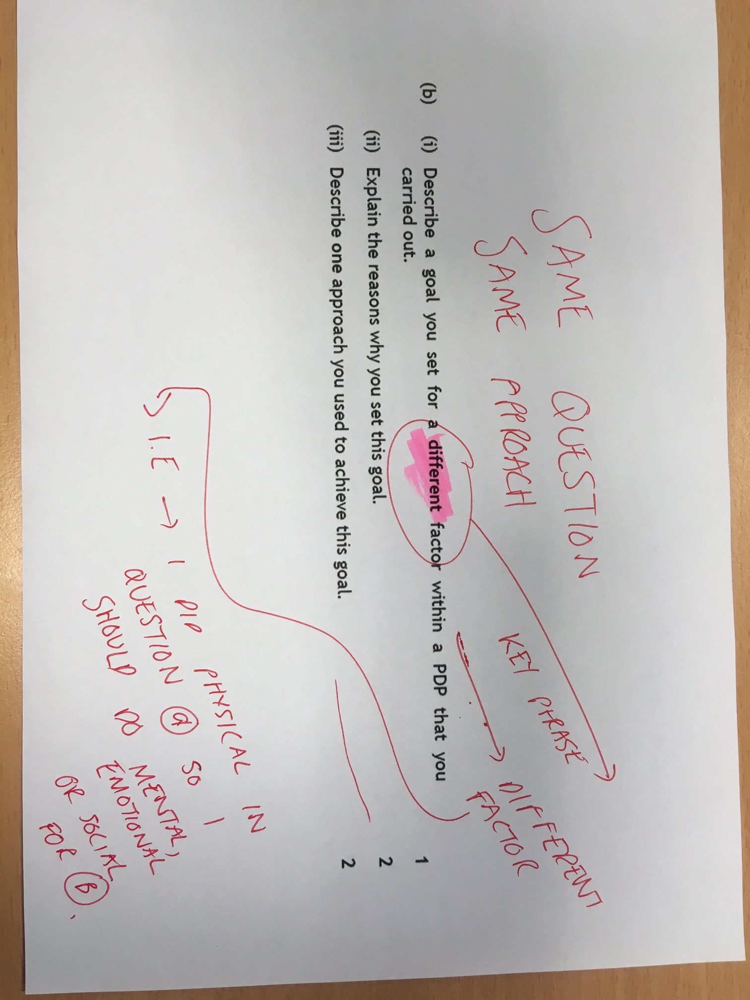 SAME QUESTION
SAME APPROACH
KEY PHRASE
DIFFERENT
FACTOR
(b) (i) Describe a goal you set for a different factor within a PDP that you
carried out. 1
(ii) Explain the reasons why you set this goal. 2
(iii) Describe one approach you used to achieve this goal. 2
I.E → I DID PHYSICAL IN
QUESTION (a) SO I
SHOULD DO MENTAL,
EMOTIONAL
OR SOCIAL
FOR (B).